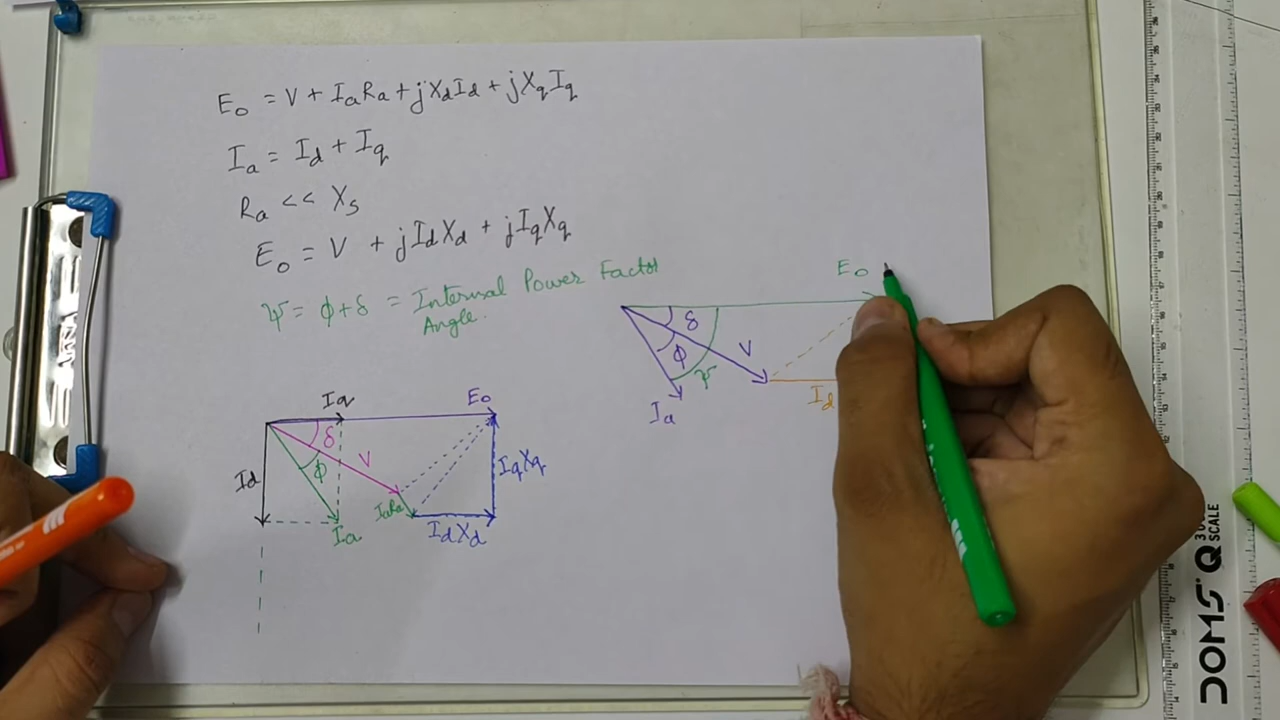 E₀ = V + IaRa + jXdId + jXqIq
Ia = Id + Iq
Ra << Xs
E₀ = V + jIdXd + jIqXq
ψ = φ + δ = Internal Power Factor
Angle.
E₀
δ
φ
V
ψ
Ia
Id
Iq
E₀
δ
V
φ
Id
IqXq
IaRa
Ia
IdXd
DOMS Q
SCALE